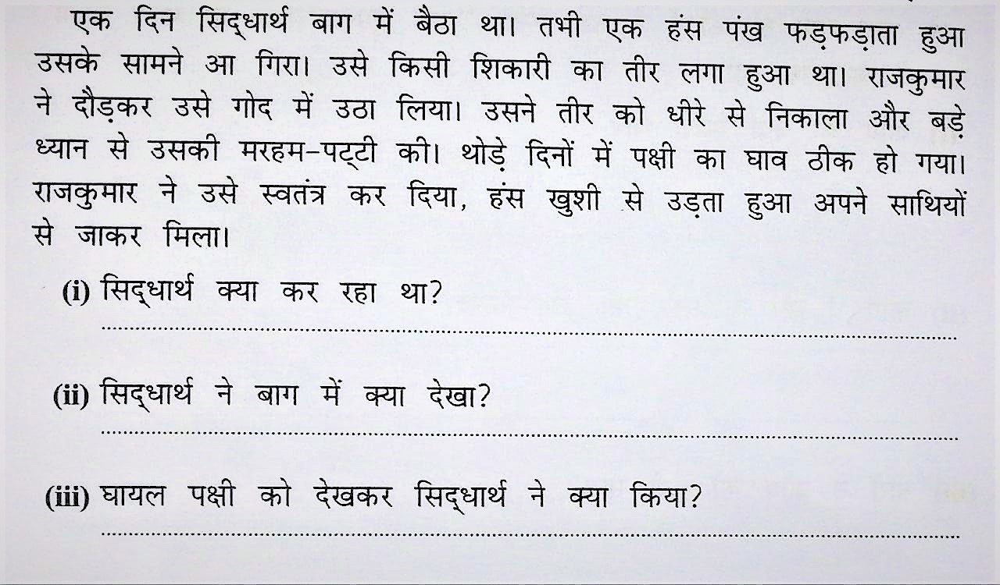 एक दिन सिद्धार्थ बाग में बैठा था। तभी एक हंस पंख फड़फड़ाता हुआ
उसके सामने आ गिरा। उसे किसी शिकारी का तीर लगा हुआ था। राजकुमार
ने दौड़कर उसे गोद में उठा लिया। उसने तीर को धीरे से निकाला और बड़े
ध्यान से उसकी मरहम-पट्टी की। थोड़े दिनों में पक्षी का घाव ठीक हो गया।
राजकुमार ने उसे स्वतंत्र कर दिया, हंस खुशी से उड़ता हुआ अपने साथियों
से जाकर मिला।
(i) सिद्धार्थ क्या कर रहा था?
(ii) सिद्धार्थ ने बाग में क्या देखा?
(iii) घायल पक्षी को देखकर सिद्धार्थ ने क्या किया?